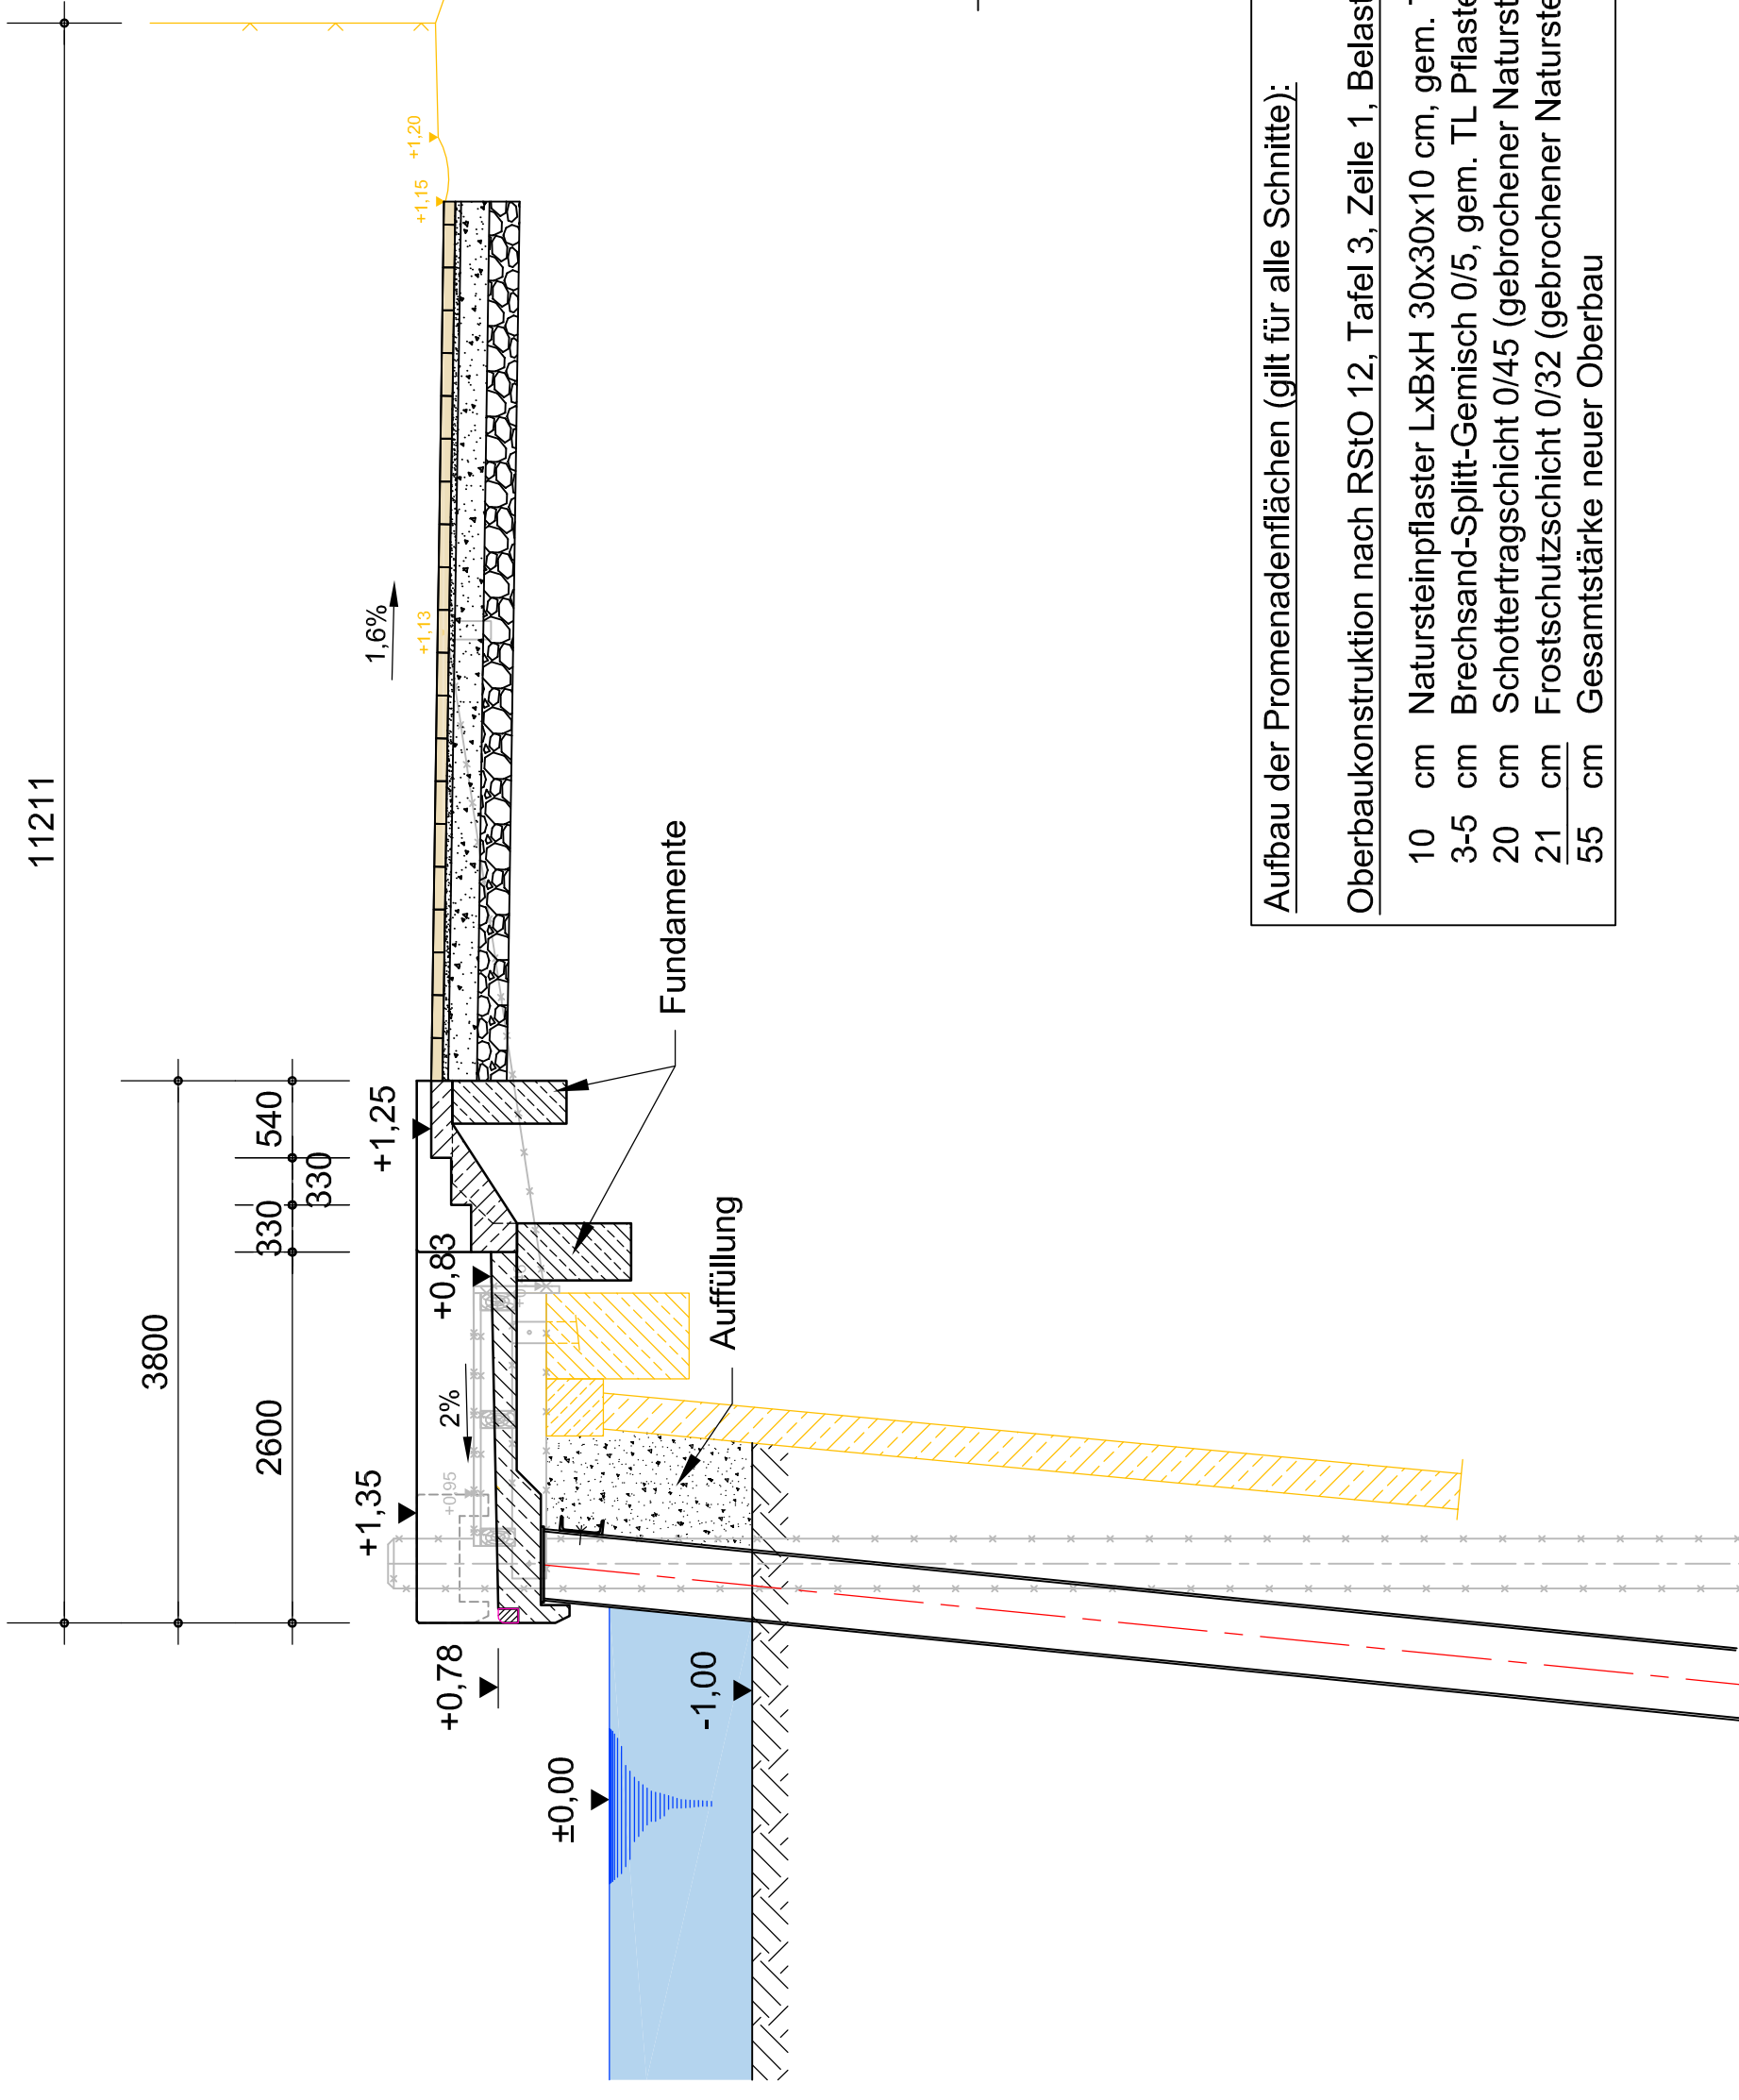 11211
3800
2600
330
330
540
+1,35
+0,83
+1,25
1,6%
+1,13
+1,15
+1,20
2%
+0,95
+0,78
±0,00
-1,00
Auffüllung
Fundamente
Aufbau der Promenadenflächen (gilt für alle Schnitte):
Oberbaukonstruktion nach RStO 12, Tafel 3, Zeile 1, Belast
10 cm Natursteinpflaster LxBxH 30x30x10 cm, gem.
3-5 cm Brechsand-Splitt-Gemisch 0/5, gem. TL Pflaste
20 cm Schottertragschicht 0/45 (gebrochener Naturst
21 cm Frostschutzschicht 0/32 (gebrochener Naturste
55 cm Gesamtstärke neuer Oberbau